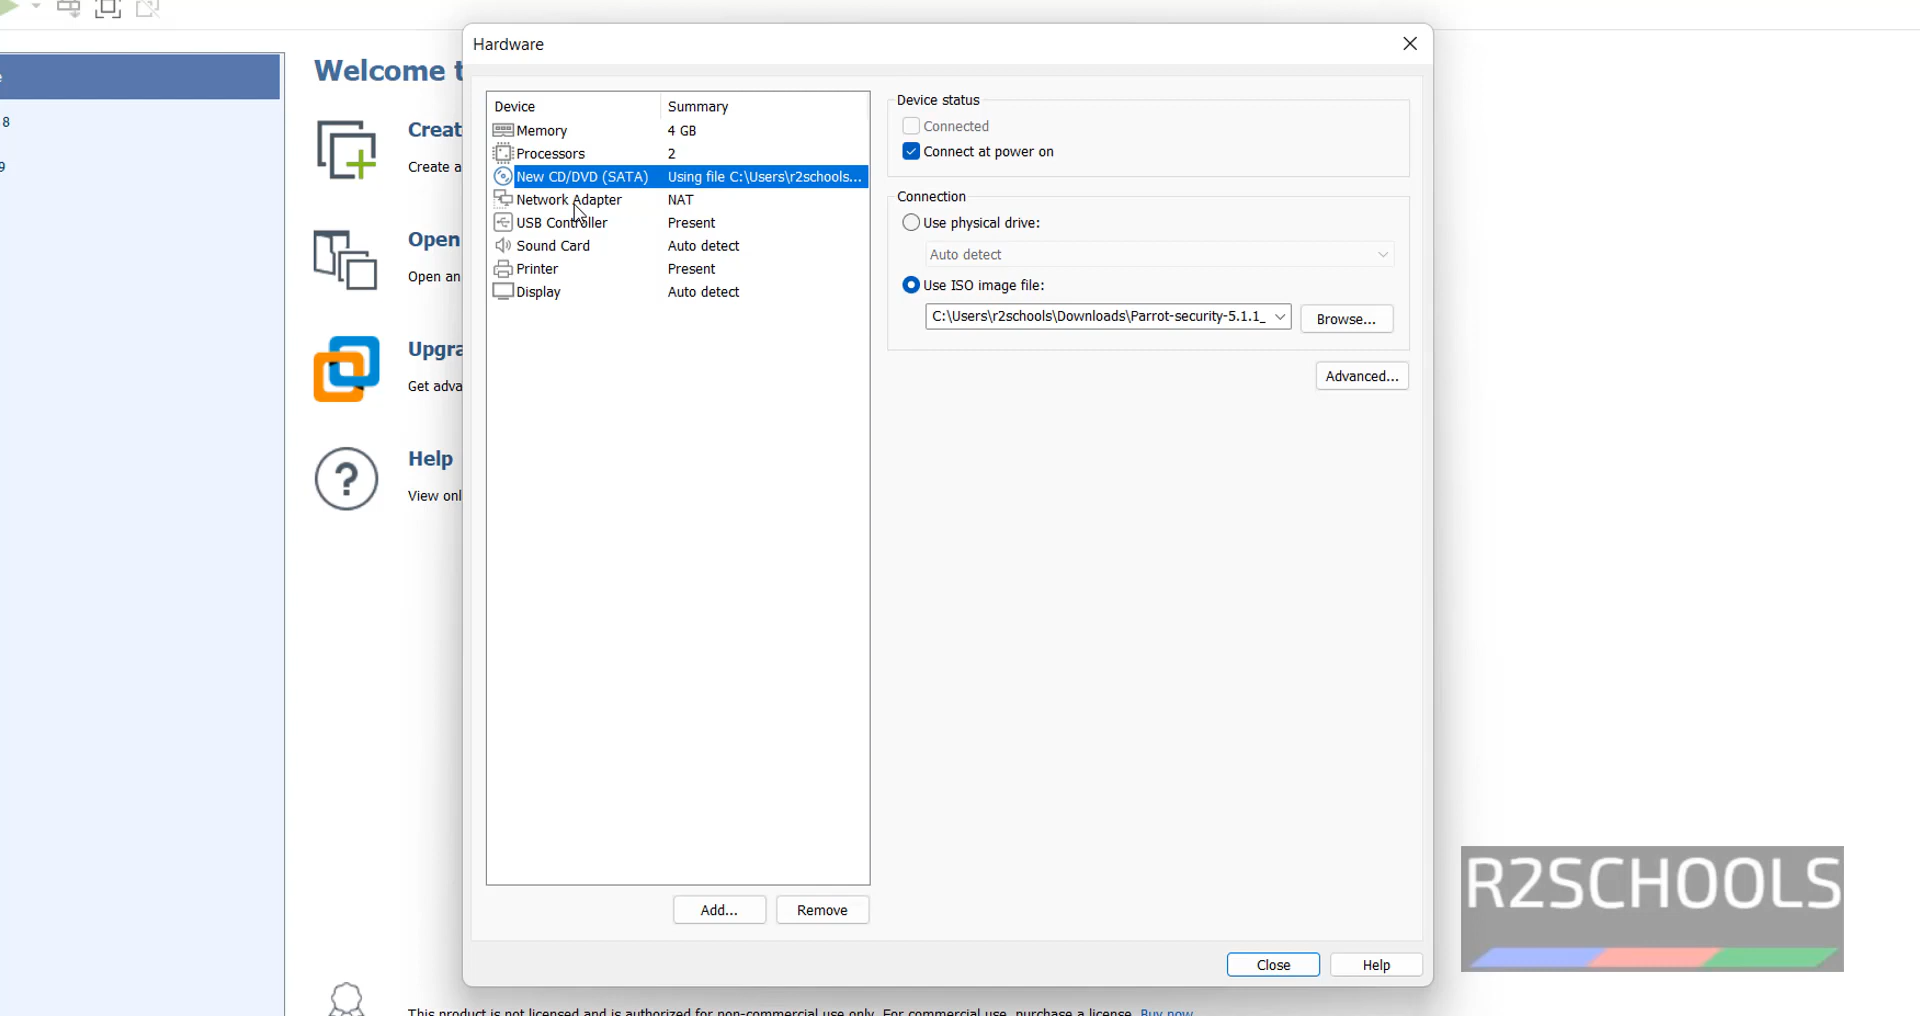 Hardware
e
8
9
Welcome t
Creat
Create a
Open
Open an
Upgra
Get adva
Help
View onl
Device Summary
Memory 4 GB
Processors 2
New CD/DVD (SATA) Using file C:\Users\r2schools...
Network Adapter NAT
USB Controller Present
Sound Card Auto detect
Printer Present
Display Auto detect
Add... Remove
Device status
Connected
Connect at power on
Connection
Use physical drive:
Auto detect
Use ISO image file:
C:\Users\r2schools\Downloads\Parrot-security-5.1.1_ Browse...
Advanced...
Close Help
This product is not licensed and is authorized for non-commercial use only. For commercial use, purchase a license. Buy now
R2SCHOOLS